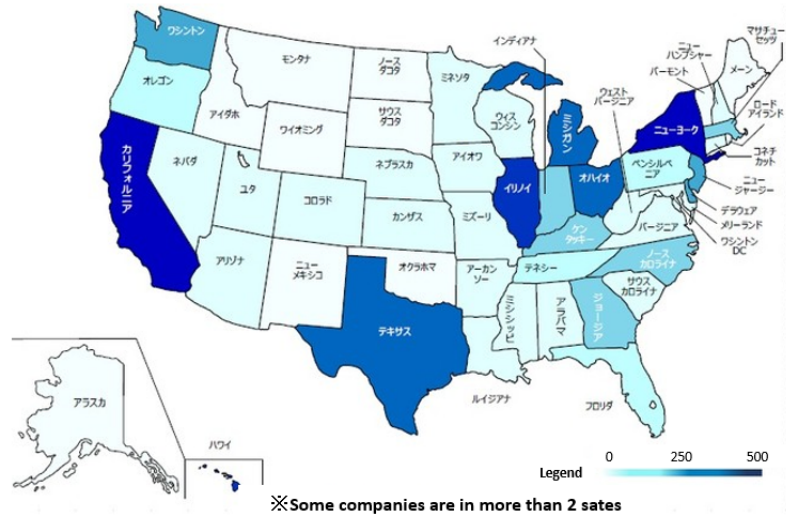 ワシントン
オレゴン
カリフォルニア
モンタナ
アイダホ
ネバダ
ワイオミング
ユタ
コロラド
アリゾナ
ニュー
メキシコ
ノース
ダコタ
サウス
ダコタ
ネブラスカ
カンザス
オクラホマ
テキサス
ミネソタ
アイオワ
ミズーリ
アーカン
ソー
ルイジアナ
ウィス
コンシン
イリノイ
ミシガン
インディアナ
オハイオ
ケン
タッキー
テネシー
ミシシッピ
アラバマ
ジョージア
フロリダ
サウス
カロライナ
ノース
カロライナ
バージニア
ウェスト
バージニア
ペンシルベ
ニア
ニューヨーク
バーモント
ニュー
ハンプシャー
メーン
マサチュー
セッツ
ロード
アイランド
コネチ
カット
ニュー
ジャージー
デラウェア
メリーランド
ワシントン
DC
アラスカ
ハワイ
Legend
0
250
500
※Some companies are in more than 2 sates